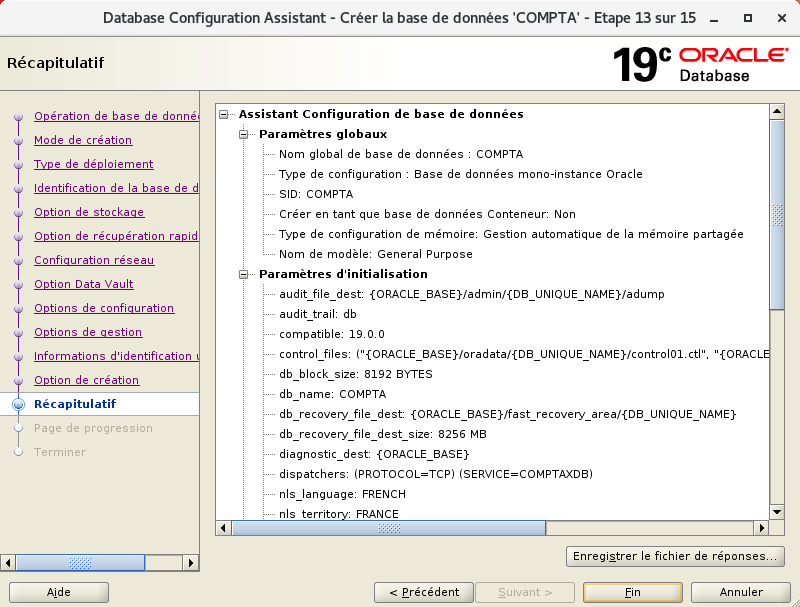 Database Configuration Assistant - Créer la base de données 'COMPTA' - Etape 13 sur 15
Récapitulatif
19c ORACLE
Database
Opération de base de donné
Mode de création
Type de déploiement
Identification de la base de d
Option de stockage
Option de récupération rapid
Configuration réseau
Option Data Vault
Options de configuration
Options de gestion
Informations d'identification u
Option de création
Récapitulatif
Page de progression
Terminer
Assistant Configuration de base de données
Paramètres globaux
Nom global de base de données : COMPTA
Type de configuration : Base de données mono-instance Oracle
SID: COMPTA
Créer en tant que base de données Conteneur: Non
Type de configuration de mémoire: Gestion automatique de la mémoire partagée
Nom de modèle: General Purpose
Paramètres d'initialisation
audit_file_dest: {ORACLE_BASE}/admin/{DB_UNIQUE_NAME}/adump
audit_trail: db
compatible: 19.0.0
control_files: ("{ORACLE_BASE}/oradata/{DB_UNIQUE_NAME}/control01.ctl", "{ORACLE
db_block_size: 8192 BYTES
db_name: COMPTA
db_recovery_file_dest: {ORACLE_BASE}/fast_recovery_area/{DB_UNIQUE_NAME}
db_recovery_file_dest_size: 8256 MB
diagnostic_dest: {ORACLE_BASE}
dispatchers: (PROTOCOL=TCP) (SERVICE=COMPTAXDB)
nls_language: FRENCH
nls_territory: FRANCE
Enregistrer le fichier de réponses...
Aide
< Précédent
Suivant >
Fin
Annuler